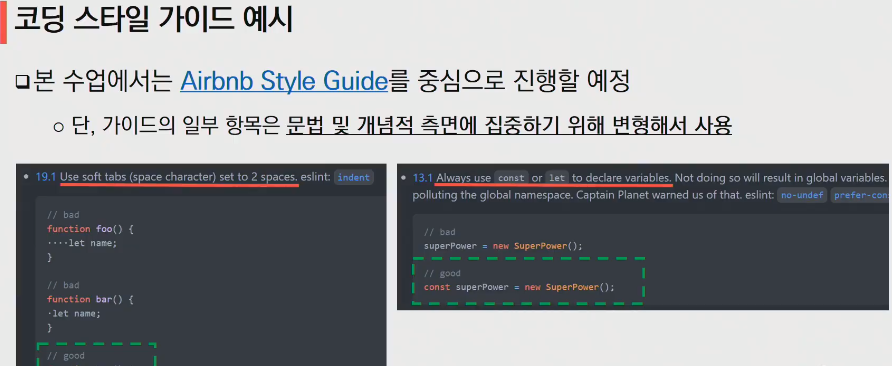 코딩 스타일 가이드 예시
❑본 수업에서는 Airbnb Style Guide를 중심으로 진행할 예정
○ 단, 가이드의 일부 항목은 문법 및 개념적 측면에 집중하기 위해 변형해서 사용
• 19.1 Use soft tabs (space character) set to 2 spaces. eslint: indent
// bad
function foo() {
····let name;
}
// bad
function bar() {
·let name;
}
// good
• 13.1 Always use const or let to declare variables. Not doing so will result in global variables.
polluting the global namespace. Captain Planet warned us of that. eslint: no-undef
// bad
superPower = new SuperPower();
// good
const superPower = new SuperPower();